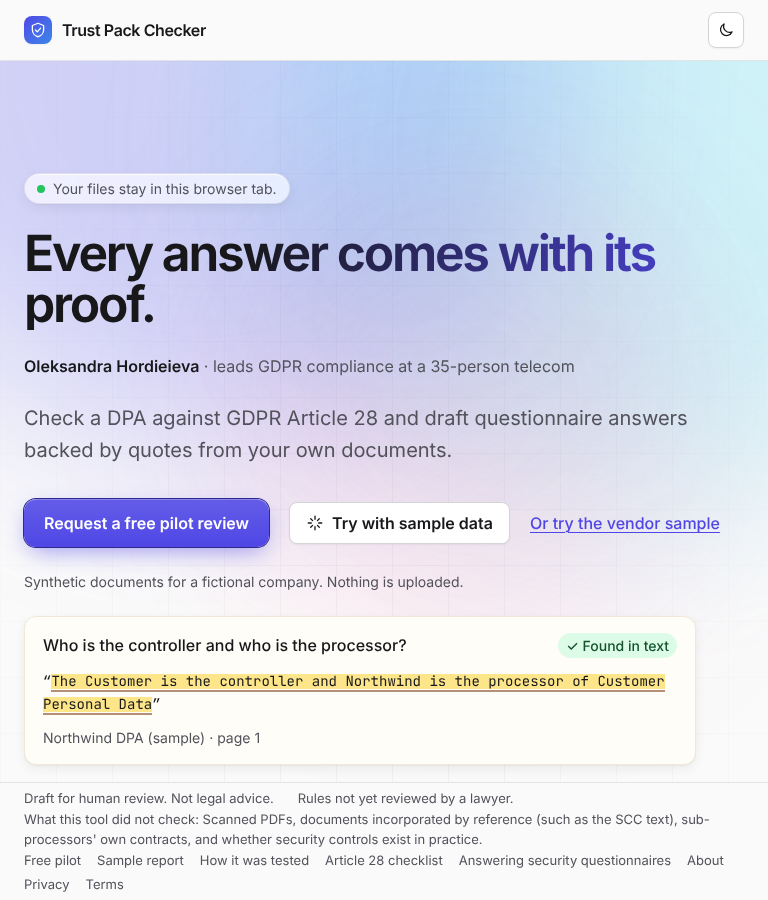 Trust Pack Checker
Your files stay in this browser tab.
Every answer comes with its
proof.
Oleksandra Hordieieva · leads GDPR compliance at a 35-person telecom
Check a DPA against GDPR Article 28 and draft questionnaire answers
backed by quotes from your own documents.
Request a free pilot review
Try with sample data
Or try the vendor sample
Synthetic documents for a fictional company. Nothing is uploaded.
Who is the controller and who is the processor?
✓ Found in text
“The Customer is the controller and Northwind is the processor of Customer
Personal Data”
Northwind DPA (sample) · page 1
Draft for human review. Not legal advice. Rules not yet reviewed by a lawyer.
What this tool did not check: Scanned PDFs, documents incorporated by reference (such as the SCC text), sub-
processors' own contracts, and whether security controls exist in practice.
Free pilot Sample report How it was tested Article 28 checklist Answering security questionnaires About
Privacy Terms